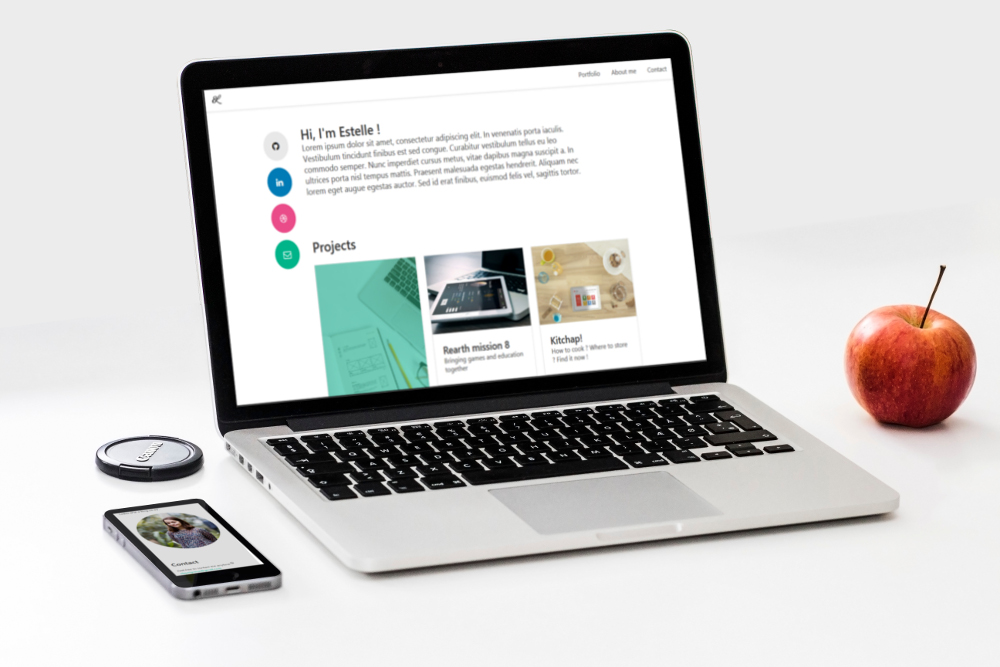 Portfolio About me Contact
Hi, I'm Estelle !
Lorem ipsum dolor sit amet, consectetur adipiscing elit. In venenatis porta iaculis.
Vestibulum tincidunt finibus est sed congue. Curabitur vestibulum tellus eu leo
commodo semper. Nunc imperdiet cursus metus, vitae dapibus magna suscipit a. In
ultrices porta nisl tempus mattis. Praesent malesuada egestas hendrerit. Aliquam nec
lorem eget augue egestas auctor. Sed id erat finibus, euismod felis vel, sagittis tortor.
in
Projects
Rearth mission 8
Bringing games and education
together
Kitchap!
How to cook ? Where to store
? Find it now !
Canon
Contact